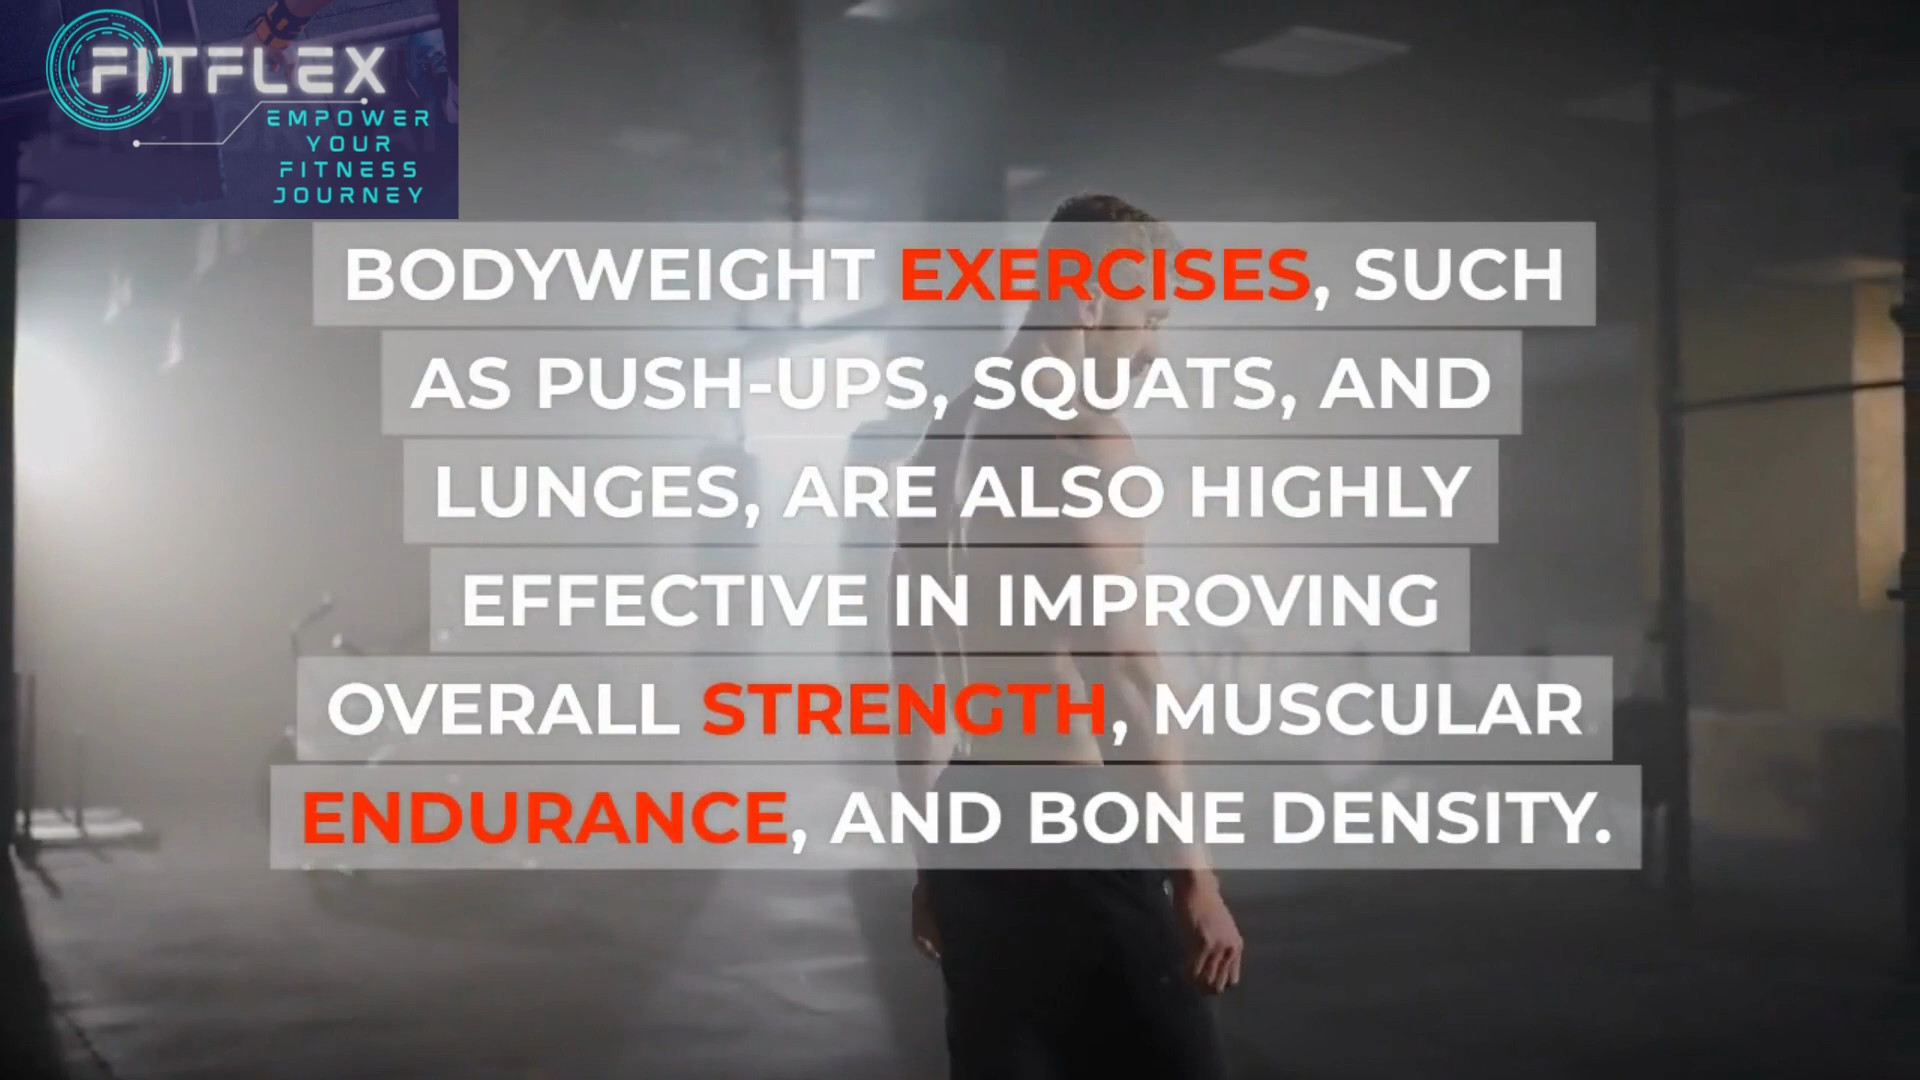 FITFLEX
EMPOWER
YOUR
FITNESS
JOURNEY
BODYWEIGHT EXERCISES, SUCH
AS PUSH-UPS, SQUATS, AND
LUNGES, ARE ALSO HIGHLY
EFFECTIVE IN IMPROVING
OVERALL STRENGTH, MUSCULAR
ENDURANCE, AND BONE DENSITY.